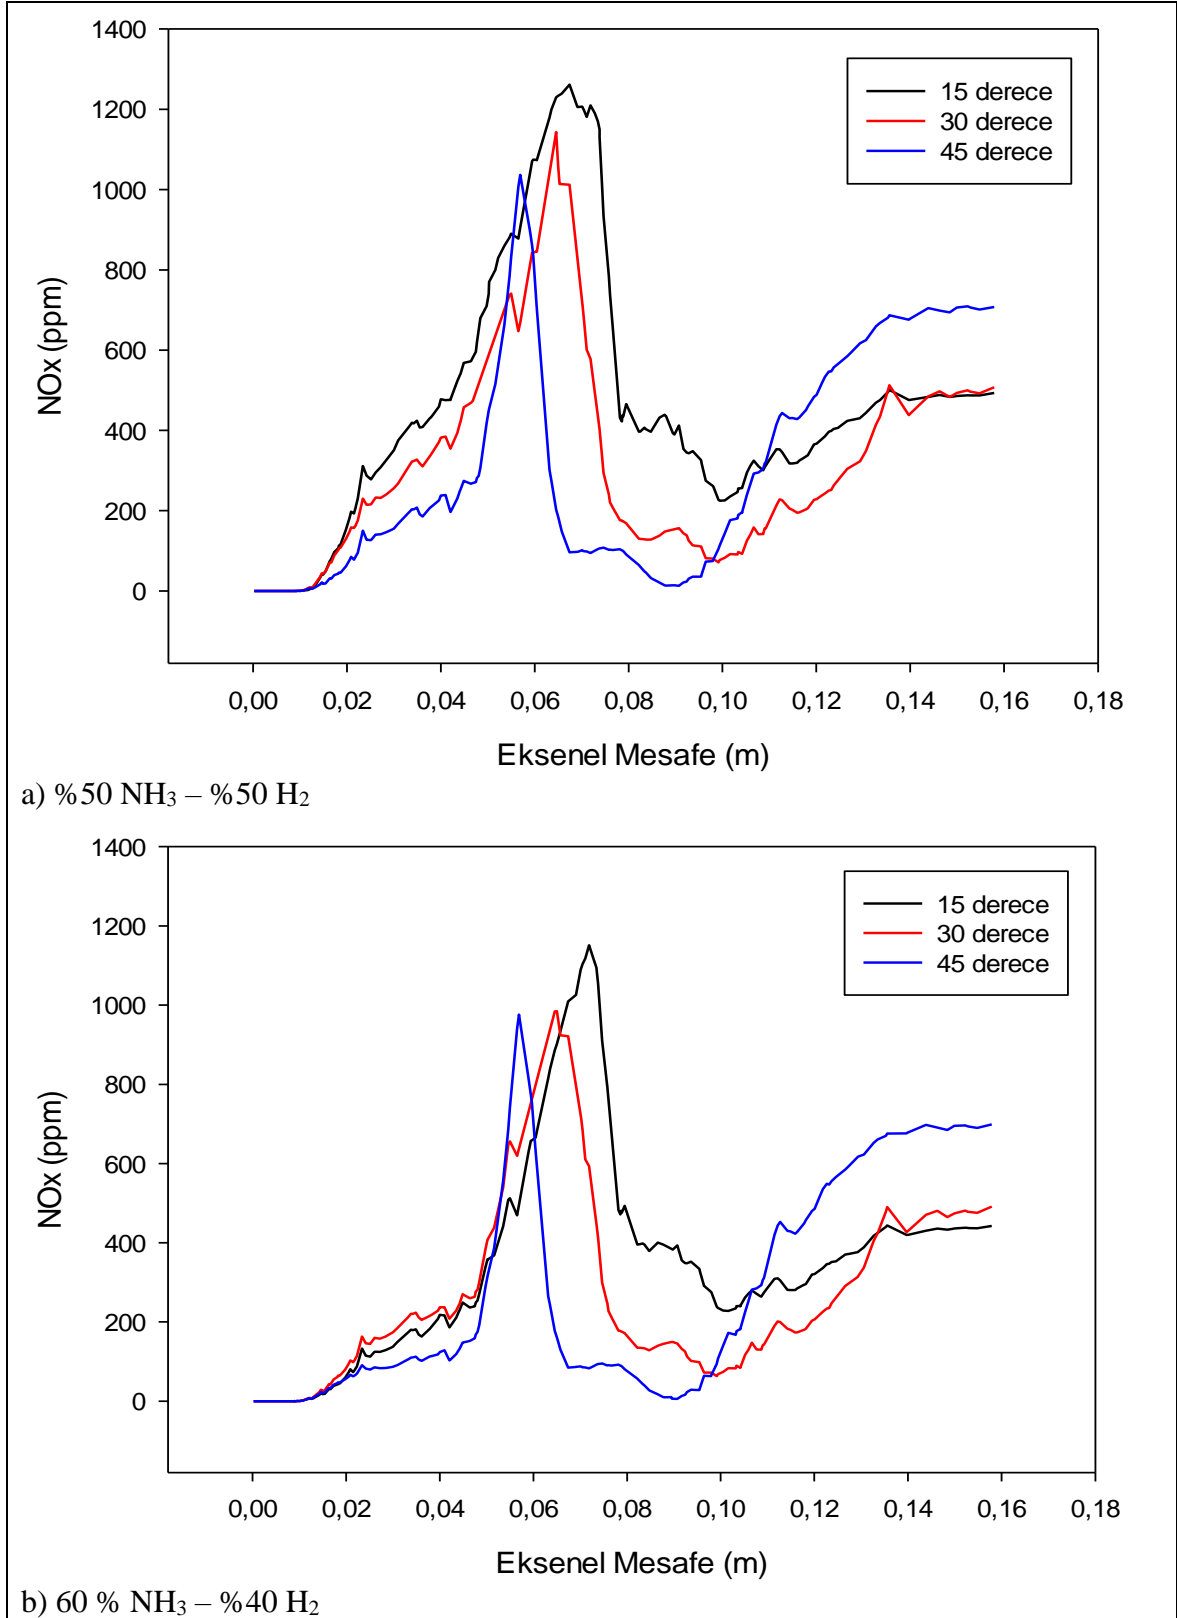 1400
1200
1000
800
600
400
200
0
NOx (ppm)
15 derece
30 derece
45 derece
0,00 0,02 0,04 0,06 0,08 0,10 0,12 0,14 0,16 0,18
Eksenel Mesafe (m)
a) %50 NH₃ – %50 H₂
1400
1200
1000
800
600
400
200
0
NOx (ppm)
15 derece
30 derece
45 derece
0,00 0,02 0,04 0,06 0,08 0,10 0,12 0,14 0,16 0,18
Eksenel Mesafe (m)
b) 60 % NH₃ – %40 H₂